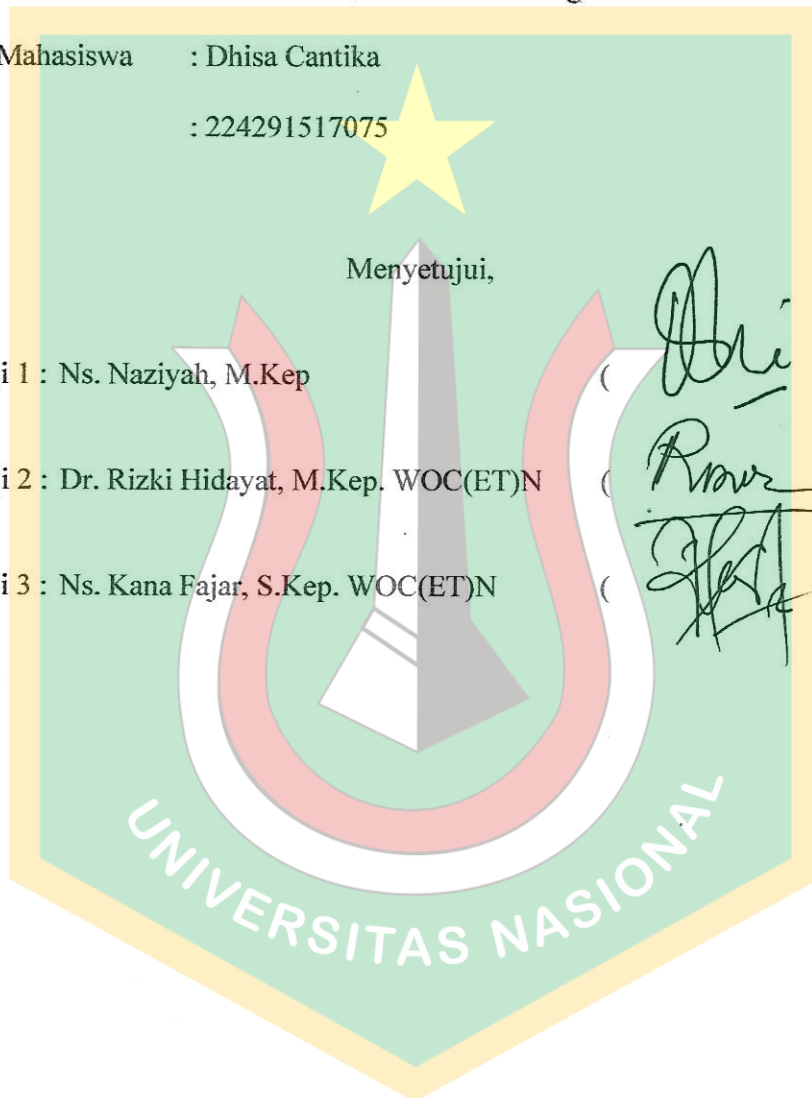 Mahasiswa : Dhisa Cantika
: 224291517075
Menyetujui,
i 1 : Ns. Naziyah, M.Kep (
i 2 : Dr. Rizki Hidayat, M.Kep. WOC(ET)N (
i 3 : Ns. Kana Fajar, S.Kep. WOC(ET)N (
UNIVERSITAS NASIONAL